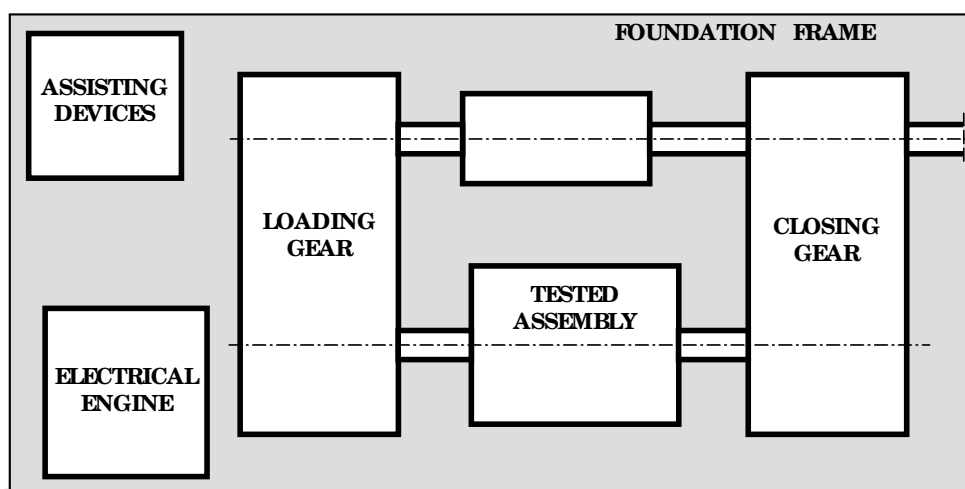 FOUNDATION FRAME
ASSISTING
DEVICES
LOADING
GEAR
CLOSING
GEAR
TESTED
ASSEMBLY
ELECTRICAL
ENGINE